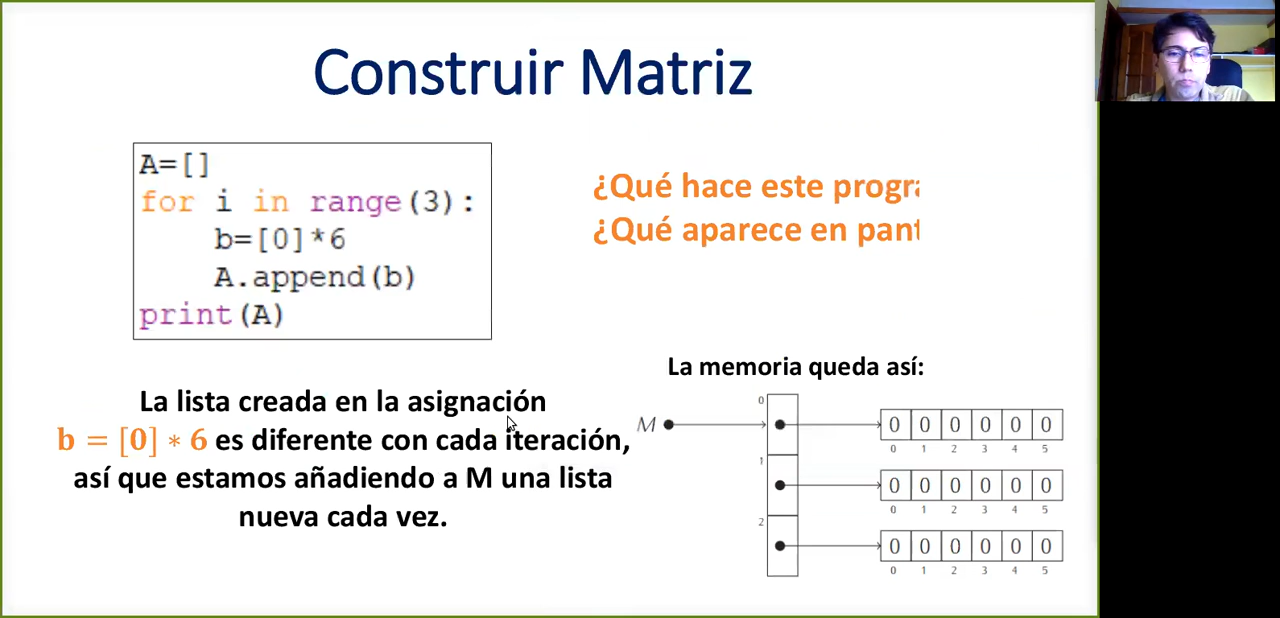 Construir Matriz
A=[]
for i in range(3):
b=[0]*6
A.append(b)
print(A)
¿Qué hace este progra
¿Qué aparece en pant
La lista creada en la asignación
b = [0] * 6 es diferente con cada iteración,
así que estamos añadiendo a M una lista
nueva cada vez.
La memoria queda así:
M
0
0 0 0 0 0 0
0 1 2 3 4 5
1
0 0 0 0 0 0
0 1 2 3 4 5
2
0 0 0 0 0 0
0 1 2 3 4 5